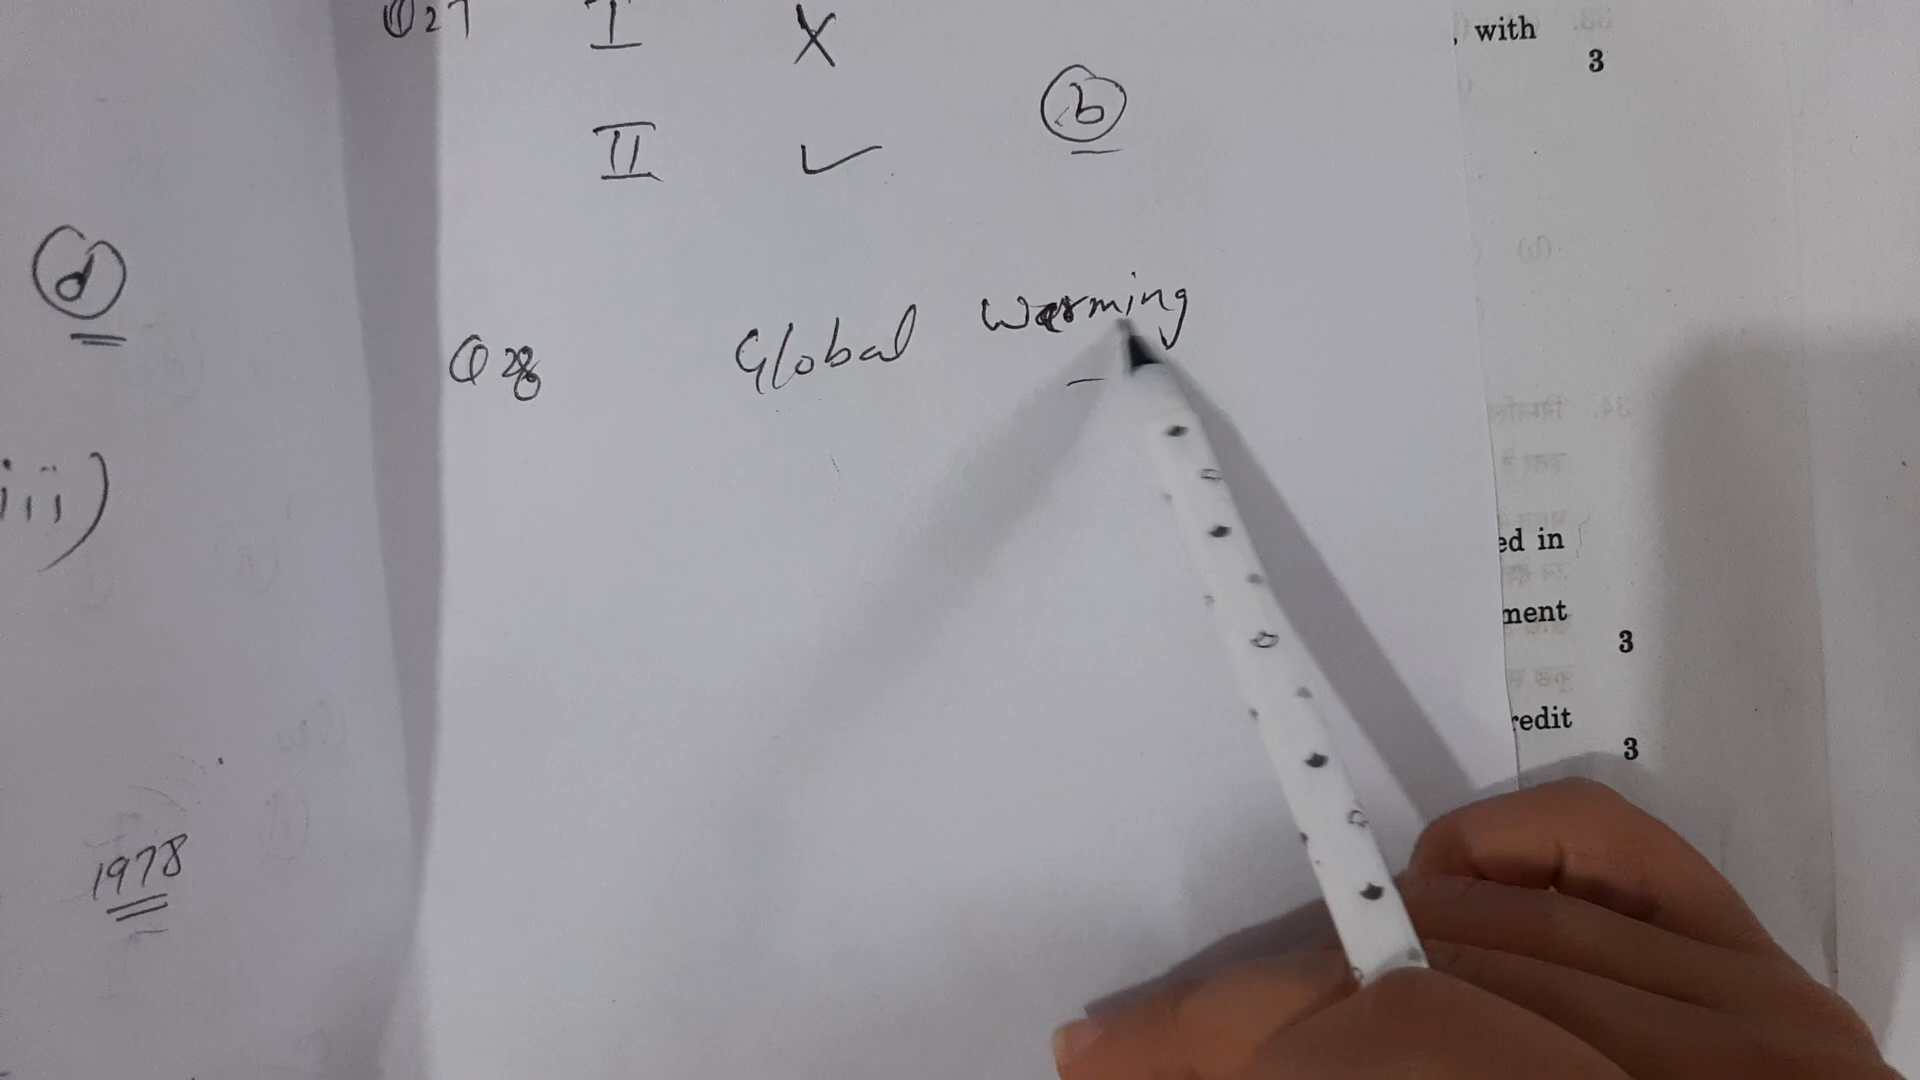 Q27 I X
II ✓ (b)
Q28 Global Warming
(d)
iii)
1978
, with
3
ed in
ment
3
redit
3